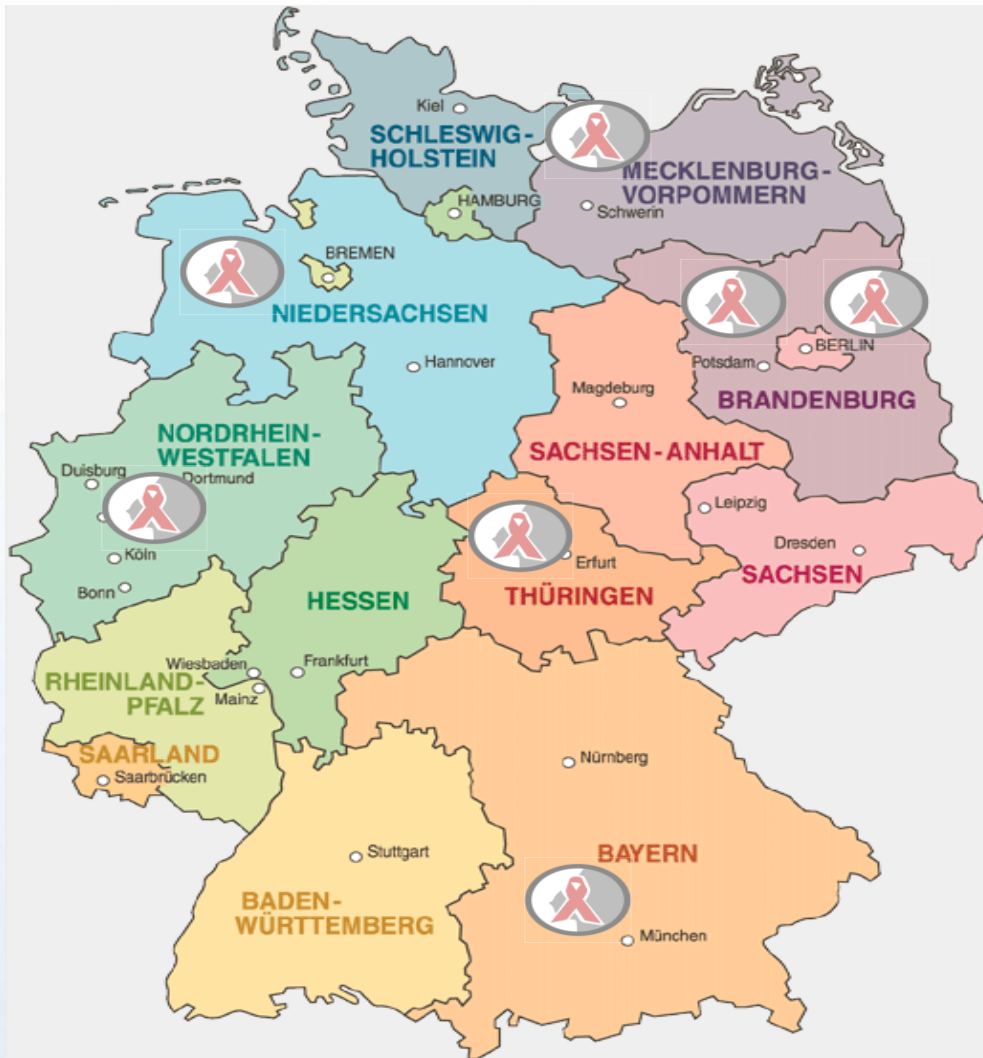 Kiel
SCHLESWIG-
HOLSTEIN
MECKLENBURG-
VORPOMMERN
HAMBURG
Schwerin
BREMEN
NIEDERSACHSEN
Hannover
BERLIN
Potsdam
Magdeburg
BRANDENBURG
NORDRHEIN-
WESTFALEN
SACHSEN-ANHALT
Duisburg
Dortmund
Leipzig
Köln
Erfurt
Dresden
SACHSEN
Bonn
HESSEN
THÜRINGEN
Wiesbaden
Frankfurt
RHEINLAND-
PFALZ
Mainz
SAARLAND
Saarbrücken
Nürnberg
Stuttgart
BAYERN
BADEN-
WÜRTTEMBERG
München